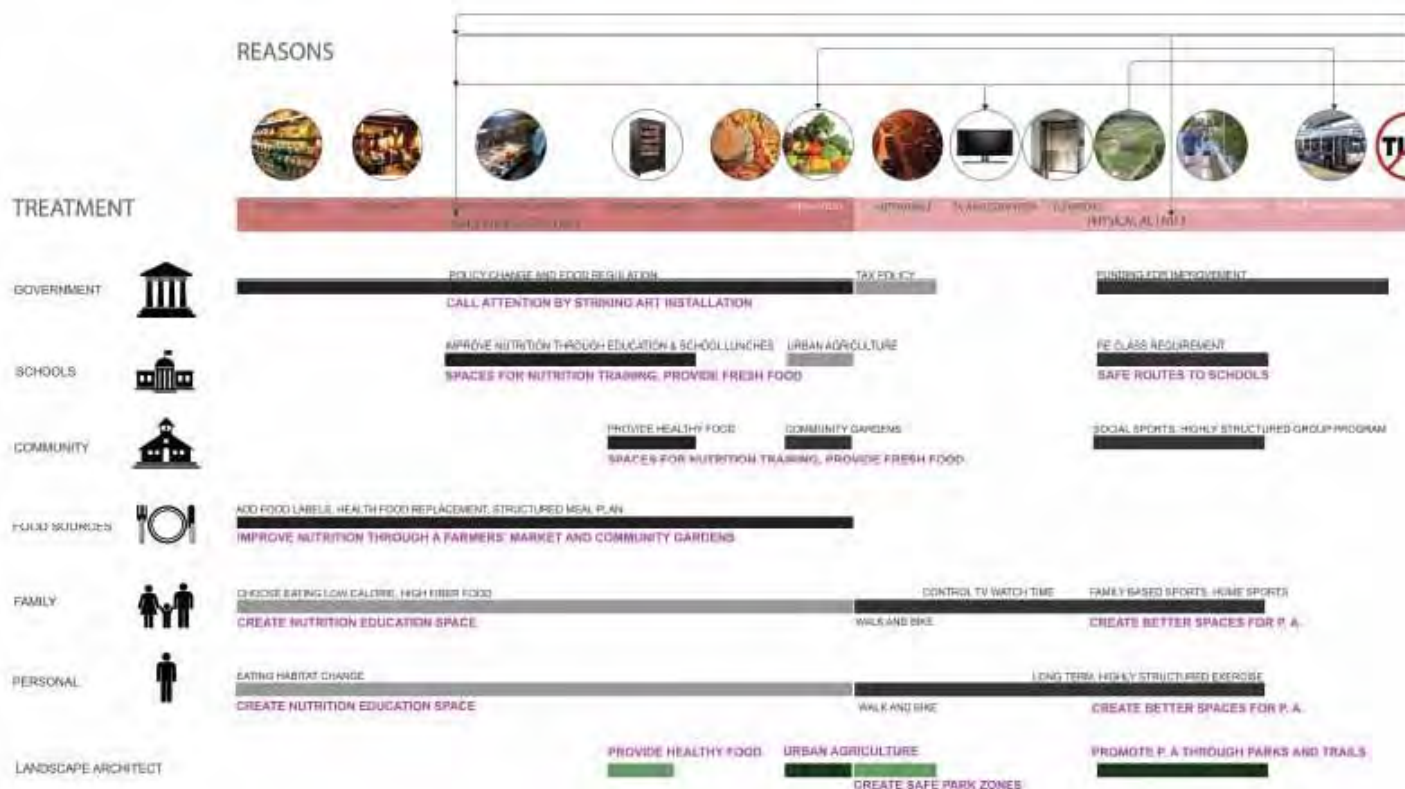 REASONS
TREATMENT
PHYSICAL ACTIVITY
GOVERNMENT
POLICY CHANGE AND FOOD REGULATION
TAX POLICY
FUNDING FOR IMPROVEMENT
CALL ATTENTION BY STRIKING ART INSTALLATION
SCHOOLS
IMPROVE NUTRITION THROUGH EDUCATION & SCHOOL LUNCHES
URBAN AGRICULTURE
PE CLASS REQUIREMENT
SPACES FOR NUTRITION TRAINING, PROVIDE FRESH FOOD
SAFE ROUTES TO SCHOOLS
COMMUNITY
PROVIDE HEALTHY FOOD
COMMUNITY GARDENS
SOCIAL SPORTS, HIGHLY STRUCTURED GROUP PROGRAM
SPACES FOR NUTRITION TRAINING, PROVIDE FRESH FOOD
FOOD SOURCES
ADD FOOD LABELS, HEALTH FOOD REPLACEMENT, STRUCTURED MEAL PLAN
IMPROVE NUTRITION THROUGH A FARMERS' MARKET AND COMMUNITY GARDENS
FAMILY
CHOOSE EATING LOW CALORIE, HIGH FIBER FOOD
CONTROL TV WATCH TIME
FAMILY BASED SPORTS, HOME SPORTS
CREATE NUTRITION EDUCATION SPACE
WALK AND BIKE
CREATE BETTER SPACES FOR P. A.
PERSONAL
EATING HABITAT CHANGE
LONG TERM, HIGHLY STRUCTURED EXERCISE
CREATE NUTRITION EDUCATION SPACE
WALK AND BIKE
CREATE BETTER SPACES FOR P. A.
LANDSCAPE ARCHITECT
PROVIDE HEALTHY FOOD
URBAN AGRICULTURE
PROMOTE P. A THROUGH PARKS AND TRAILS
CREATE SAFE PARK ZONES